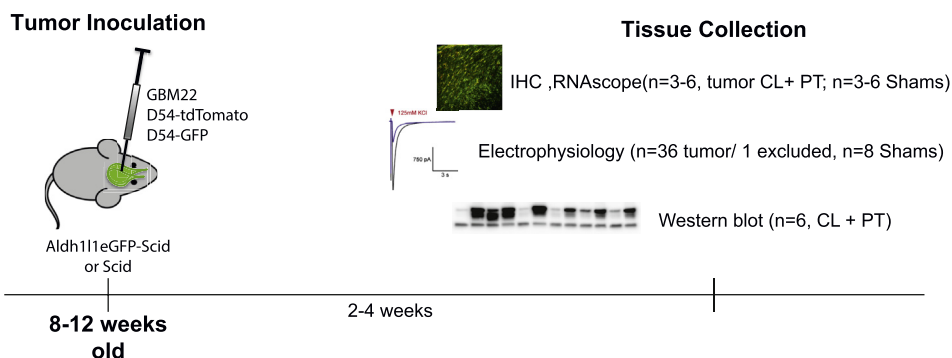 Tumor Inoculation
Tissue Collection
GBM22
D54-tdTomato
D54-GFP
IHC ,RNAscope(n=3-6, tumor CL+ PT; n=3-6 Shams)
125mM KCl
780 pA
3 s
Electrophysiology (n=36 tumor/ 1 excluded, n=8 Shams)
Western blot (n=6, CL + PT)
Aldh1l1eGFP-Scid
or Scid
8-12 weeks
old
2-4 weeks